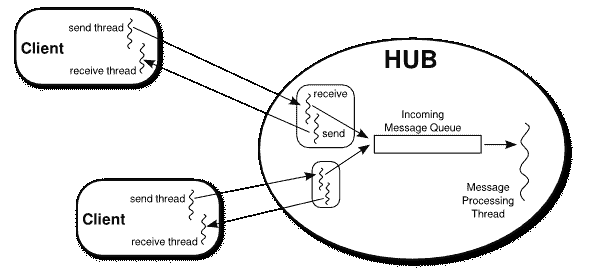 send thread
Client
receive thread
HUB
receive
send
Incoming
Message Queue
Message
Processing
Thread
send thread
Client
receive thread